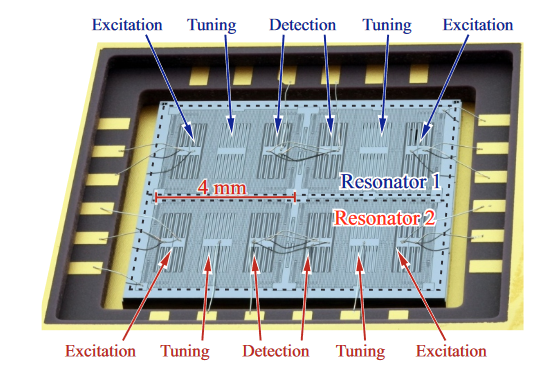 Excitation Tuning Detection Tuning Excitation
Resonator 1
4 mm
Resonator 2
Excitation Tuning Detection Tuning Excitation